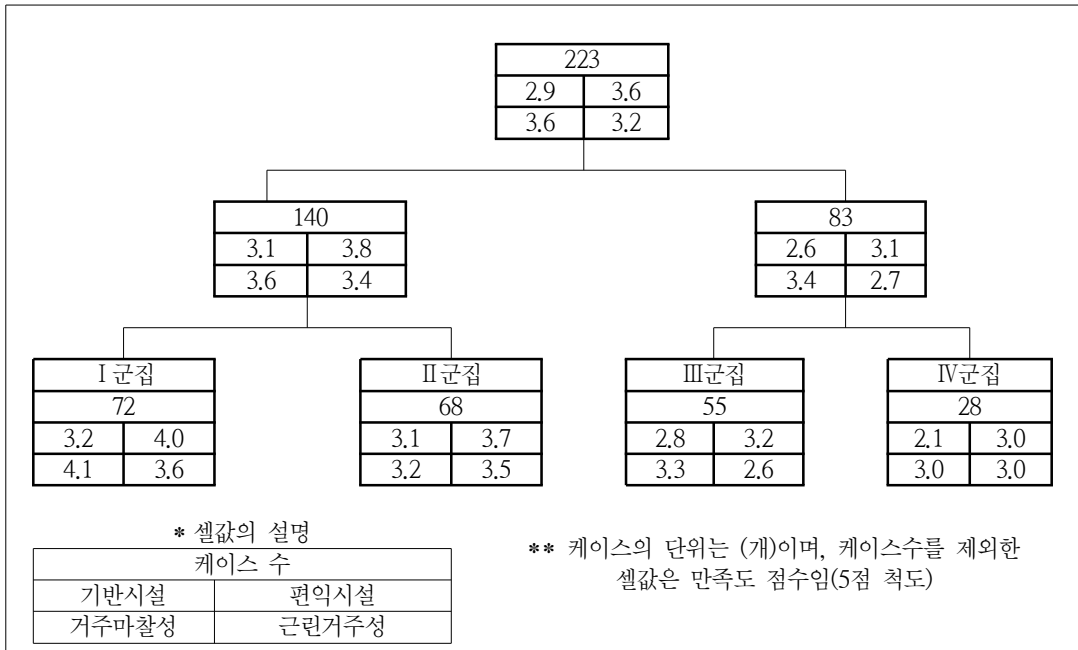 223
2.9 3.6
3.6 3.2
140 83
3.1 3.8 2.6 3.1
3.6 3.4 3.4 2.7
Ⅰ군집 Ⅱ군집 Ⅲ군집 Ⅳ군집
72 68 55 28
3.2 4.0 3.1 3.7 2.8 3.2 2.1 3.0
4.1 3.6 3.2 3.5 3.3 2.6 3.0 3.0
* 셀값의 설명
케이스 수
기반시설 편익시설
거주마찰성 근린거주성
** 케이스의 단위는 (개)이며, 케이스수를 제외한
셀값은 만족도 점수임(5점 척도)